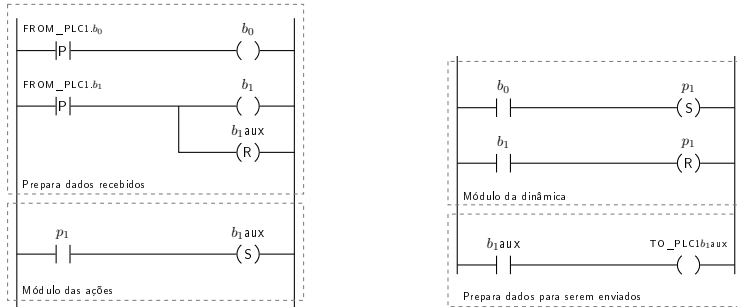 FROM_PLC1.b0 b0
P ( )
FROM_PLC1.b1 b1
P ( )
b1aux
(R)
Prepara dados recebidos
p1 b1aux
(S)
Módulo das ações
b0 p1
(S)
b1 p1
(R)
Módulo da dinâmica
b1aux TO_PLC1b1aux
( )
Prepara dados para serem enviados